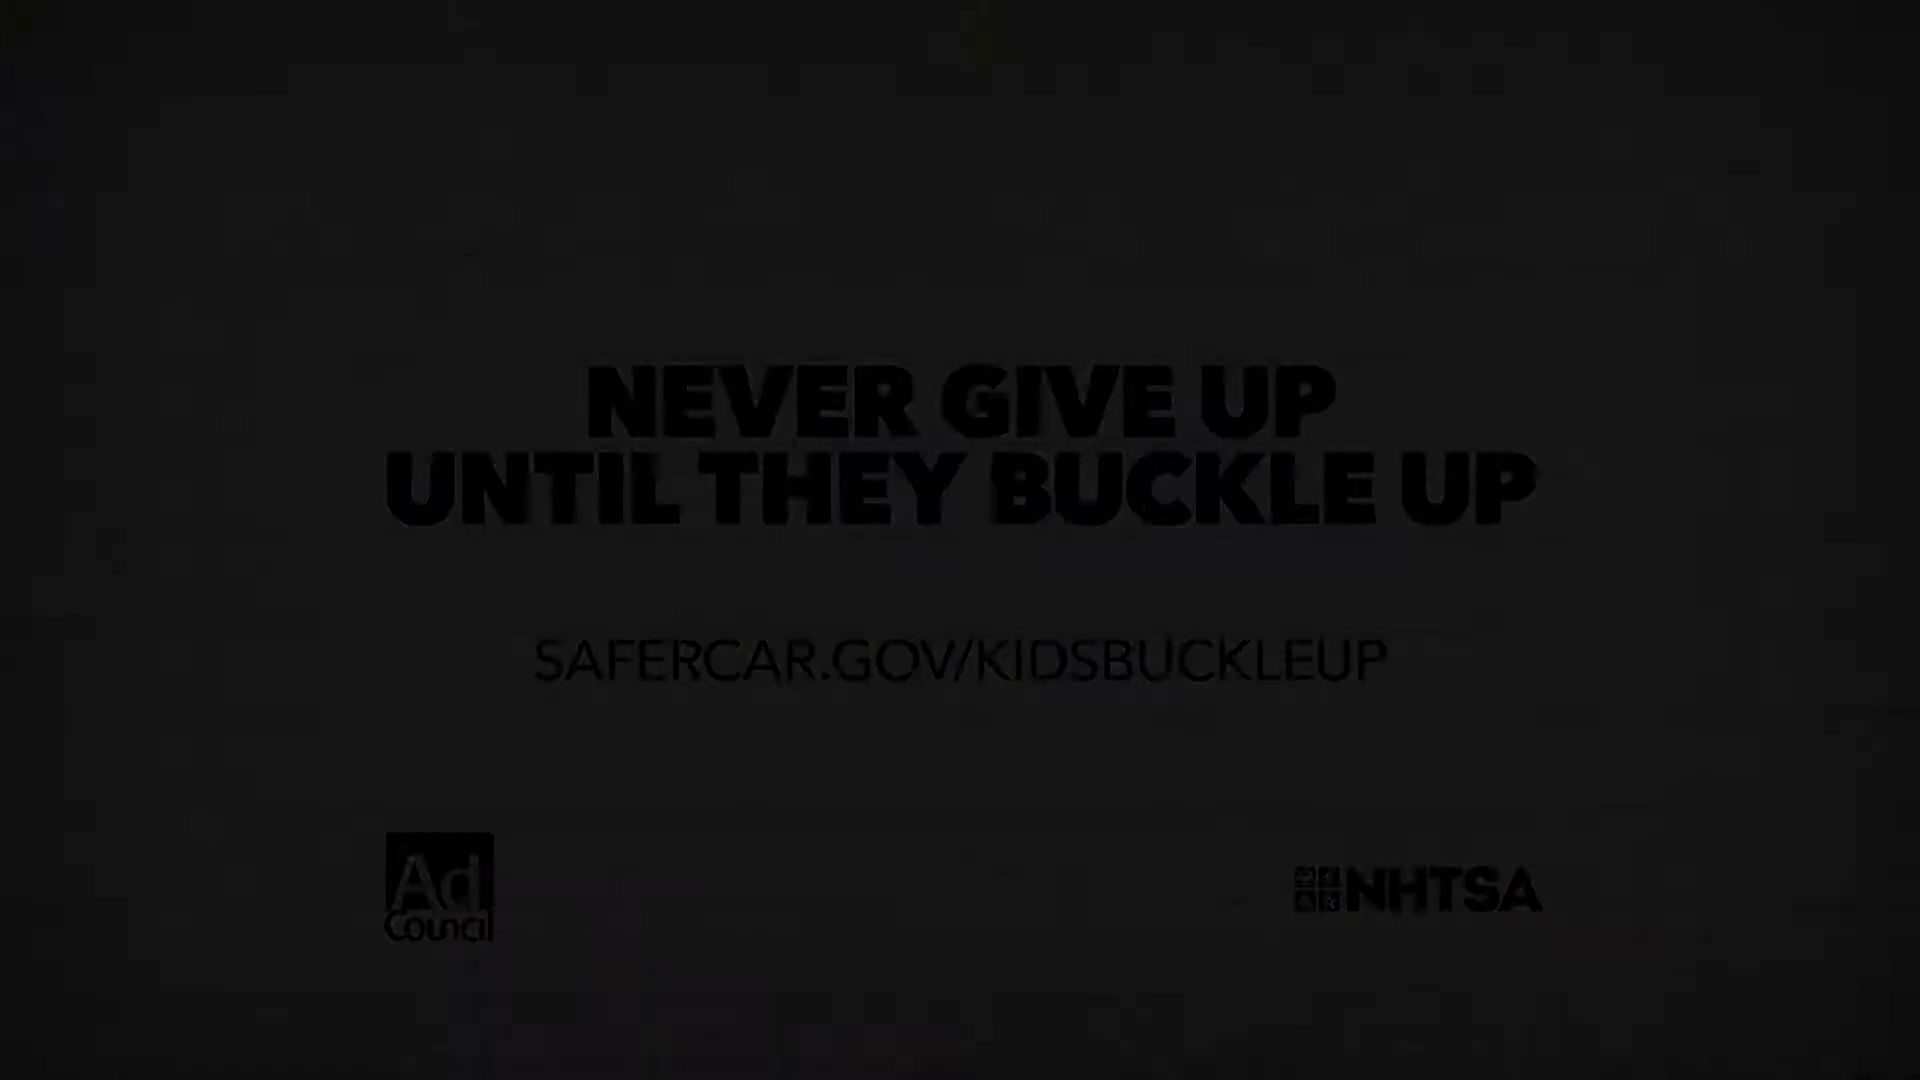 NEVER GIVE UP
UNTIL THEY BUCKLE UP
SAFERCAR.GOV/KIDSBUCKLEUP
Ad
Council
NHTSA